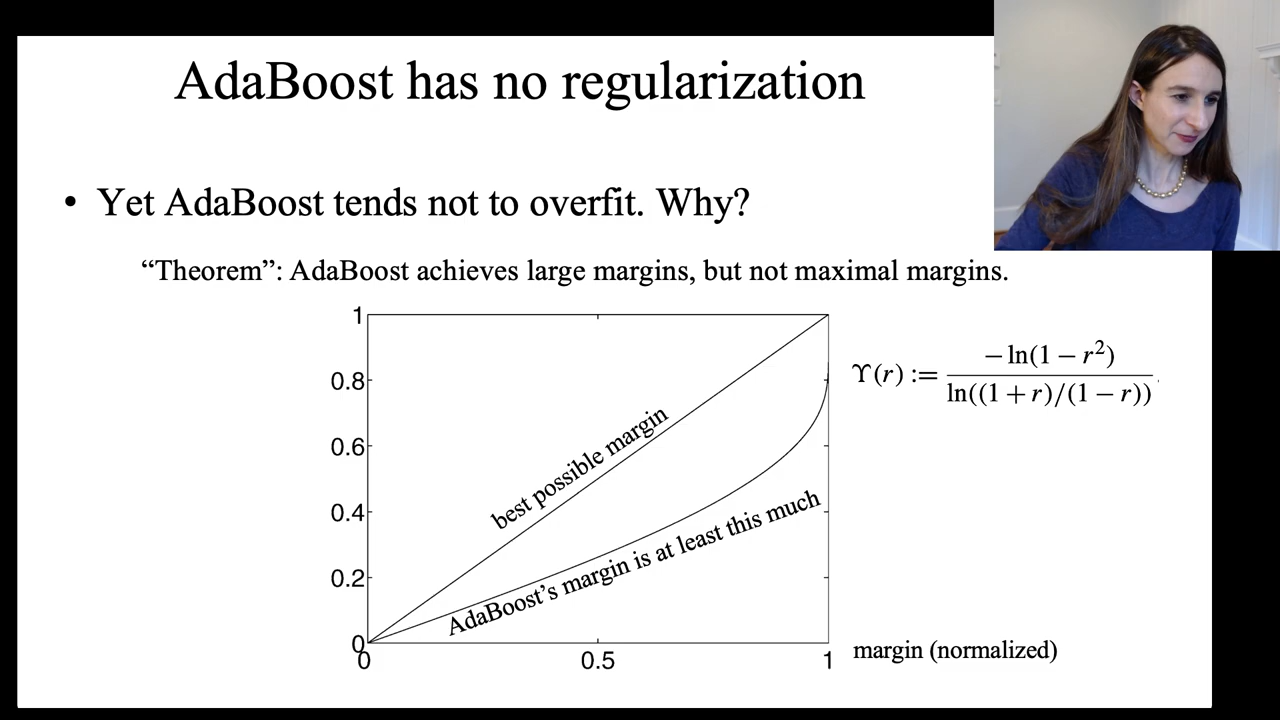 AdaBoost has no regularization
• Yet AdaBoost tends not to overfit. Why?
“Theorem”: AdaBoost achieves large margins, but not maximal margins.
1
0.8
0.6
0.4
0.2
0
best possible margin
AdaBoost’s margin is at least this much
0
0.5
1
margin (normalized)
ϒ(r) := −ln(1 − r²) / ln((1 + r)/(1 − r))